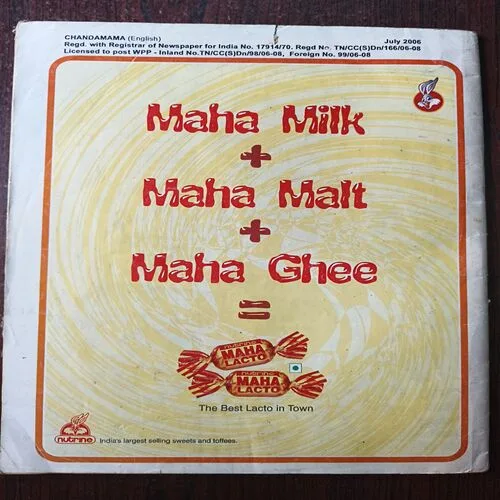 CHANDAMAMA (English) July 2006
Regd. with Registrar of Newspaper for India No. 17914/70, Regd No. TN/CC(S)Dn/166/06-08
Licensed to post WPP - Inland No.TN/CC(S)Dn/98/06-08, Foreign No. 99/06-08
Maha Milk
+
Maha Malt
+
Maha Ghee
=
nutrine
MAHA
LACTO
nutrine
MAHA
LACTO
The Best Lacto in Town
nutrine India's largest selling sweets and toffees.